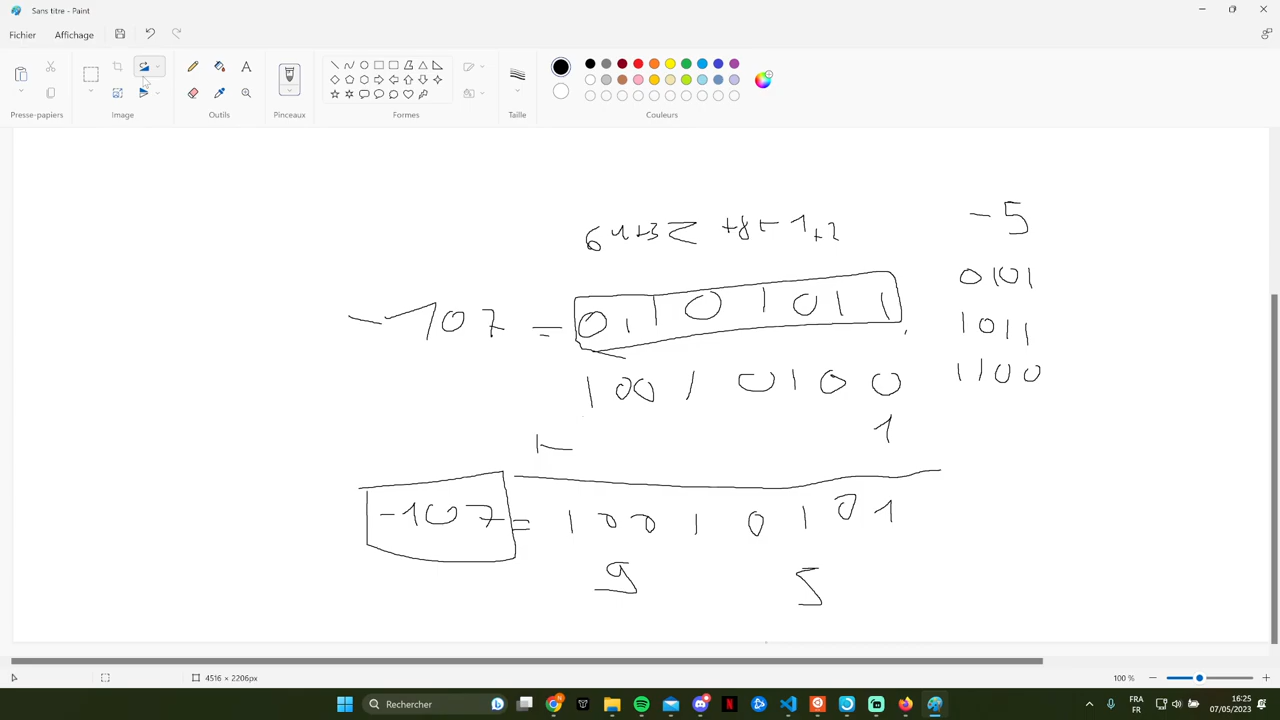 Sans titre - Paint
Fichier Affichage
Presse-papiers Image Outils Pinceaux Formes Taille Couleurs
64+32 +8+ 1+2
-5
0101
-107 = 01101011
1011
10010100
1100
1
+
-107 = 10010101
9 5
4516 × 2206px
100 %
Rechercher
FRA
FR
16:25
07/05/2023